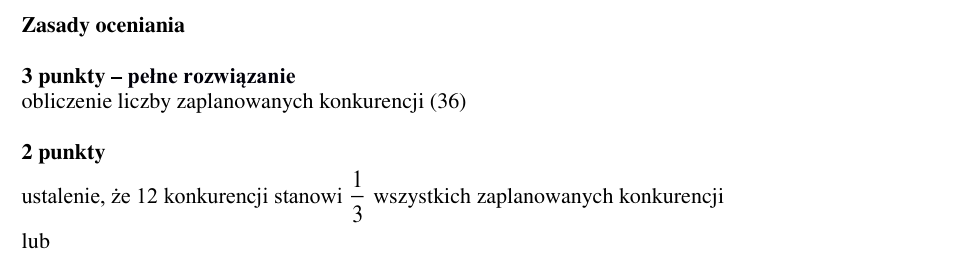 Zasady oceniania
3 punkty – pełne rozwiązanie
obliczenie liczby zaplanowanych konkurencji (36)
2 punkty
ustalenie, że 12 konkurencji stanowi 1/3 wszystkich zaplanowanych konkurencji
lub